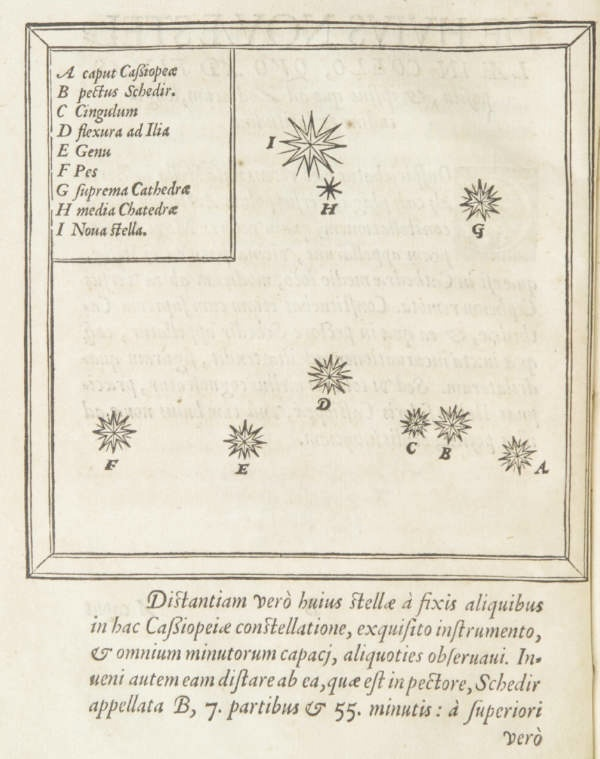 A caput Caſsiopeæ
B pectus Schedir.
C Cingulum
D flexura ad Ilia
E Genu
F Pes
G ſuprema Cathedræ
H media Chatedræ
I Noua ſtella.
I
H
G
D
C
B
A
E
F
Diſtantiam verò huius ſtellæ à fixis aliquibus
in hac Caſsiopeiæ conſtellatione, exquiſito inſtrumento,
& omnium minutorum capacj, aliquoties obſeruaui. In-
ueni autem eam diſtare ab ea, quæ eſt in pectore, Schedir
appellata B, 7. partibus & 55. minutis : à ſuperiori
verò